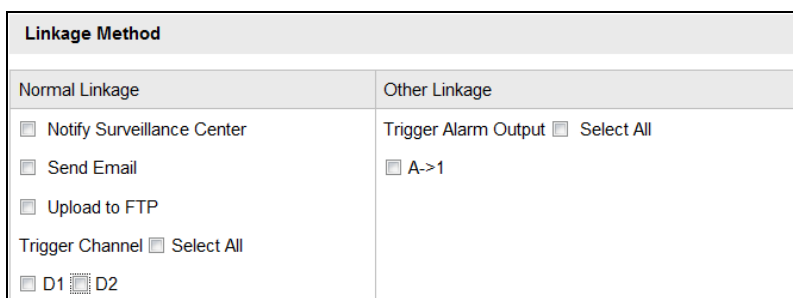 Linkage Method
Normal Linkage
Other Linkage
Notify Surveillance Center
Trigger Alarm Output Select All
Send Email
A->1
Upload to FTP
Trigger Channel Select All
D1 D2